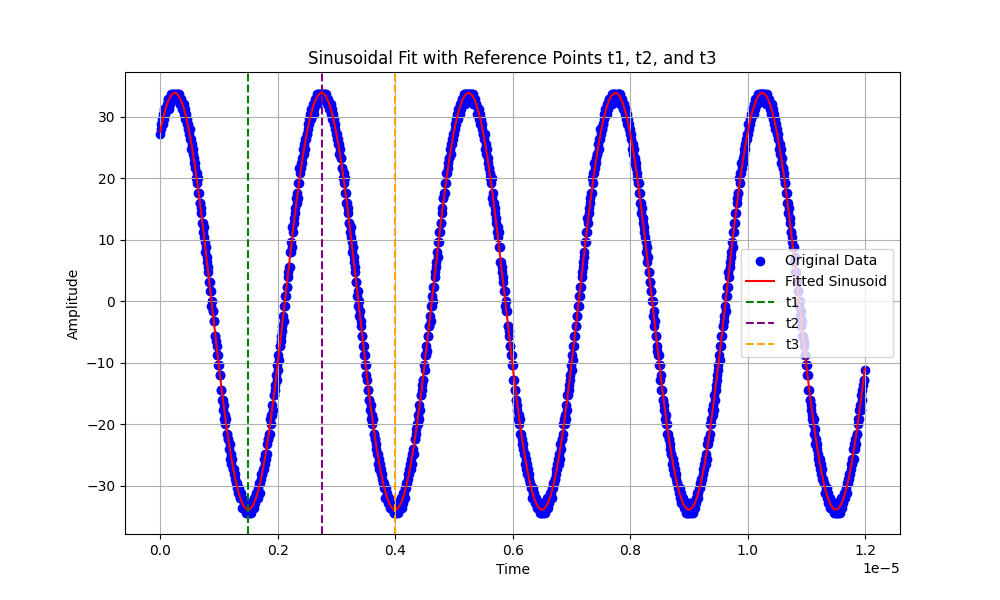 Sinusoidal Fit with Reference Points t1, t2, and t3
Amplitude
30
20
10
0
−10
−20
−30
Original Data
Fitted Sinusoid
t1
t2
t3
0.0 0.2 0.4 0.6 0.8 1.0 1.2
1e−5
Time